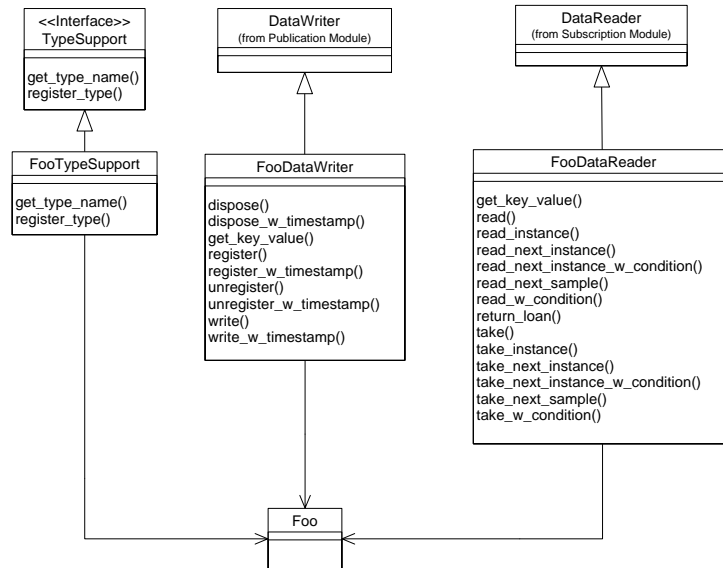 <<Interface>>
TypeSupport
get_type_name()
register_type()
DataWriter
(from Publication Module)
DataReader
(from Subscription Module)
FooTypeSupport
get_type_name()
register_type()
FooDataWriter
dispose()
dispose_w_timestamp()
get_key_value()
register()
register_w_timestamp()
unregister()
unregister_w_timestamp()
write()
write_w_timestamp()
FooDataReader
get_key_value()
read()
read_instance()
read_next_instance()
read_next_instance_w_condition()
read_next_sample()
read_w_condition()
return_loan()
take()
take_instance()
take_next_instance()
take_next_instance_w_condition()
take_next_sample()
take_w_condition()
Foo